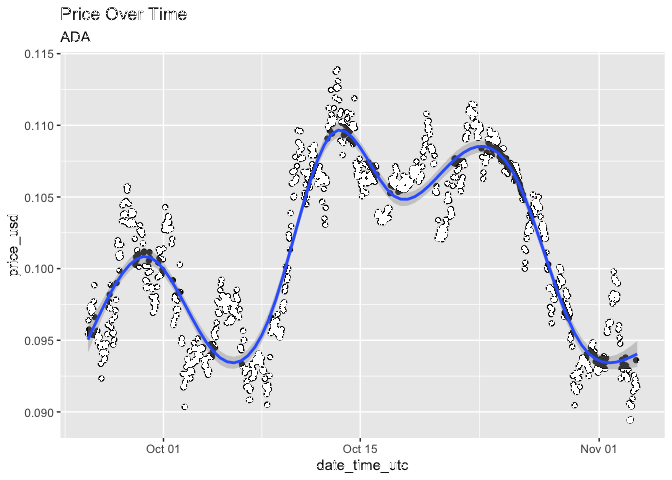 Price Over Time
ADA
0.115
0.110
0.105
0.100
0.095
0.090
price_usd
Oct 01
Oct 15
Nov 01
date_time_utc